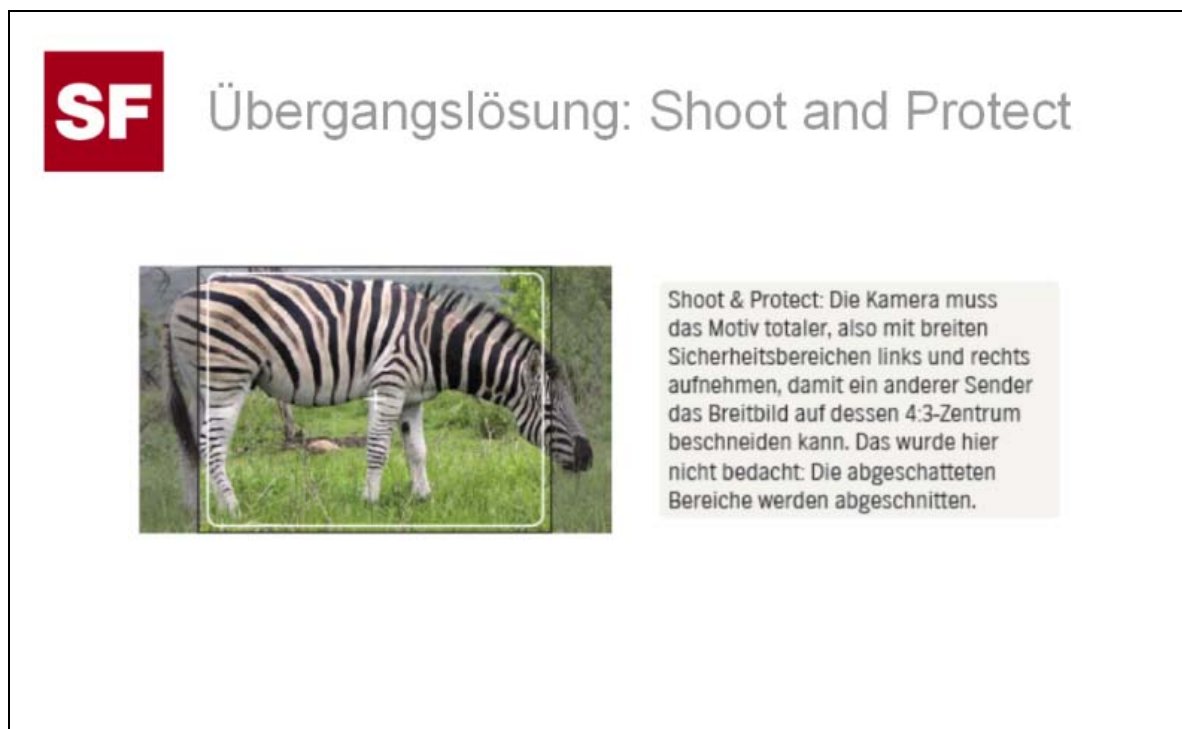 SF
Übergangslösung: Shoot and Protect
Shoot & Protect: Die Kamera muss
das Motiv totaler, also mit breiten
Sicherheitsbereichen links und rechts
aufnehmen, damit ein anderer Sender
das Breitbild auf dessen 4:3-Zentrum
beschneiden kann. Das wurde hier
nicht bedacht: Die abgeschatteten
Bereiche werden abgeschnitten.